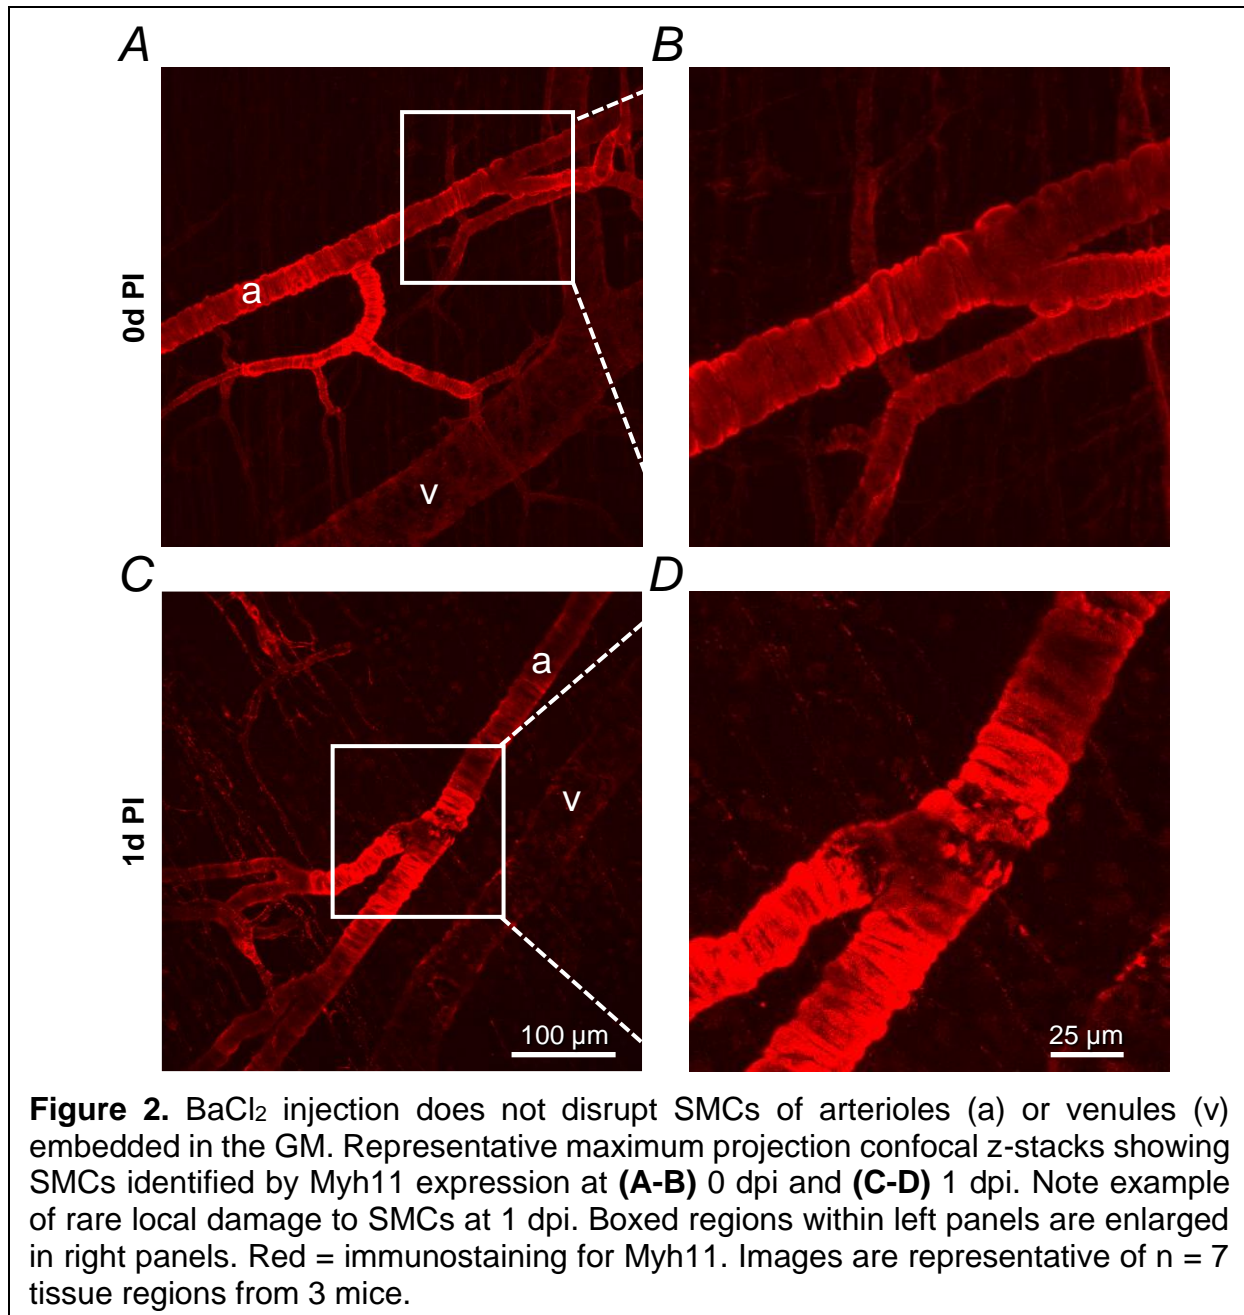 A
B
0d PI
a
v
C
D
1d PI
a
v
100 µm
25 µm
Figure 2. BaCl₂ injection does not disrupt SMCs of arterioles (a) or venules (v)
embedded in the GM. Representative maximum projection confocal z-stacks showing
SMCs identified by Myh11 expression at (A-B) 0 dpi and (C-D) 1 dpi. Note example
of rare local damage to SMCs at 1 dpi. Boxed regions within left panels are enlarged
in right panels. Red = immunostaining for Myh11. Images are representative of n = 7
tissue regions from 3 mice.